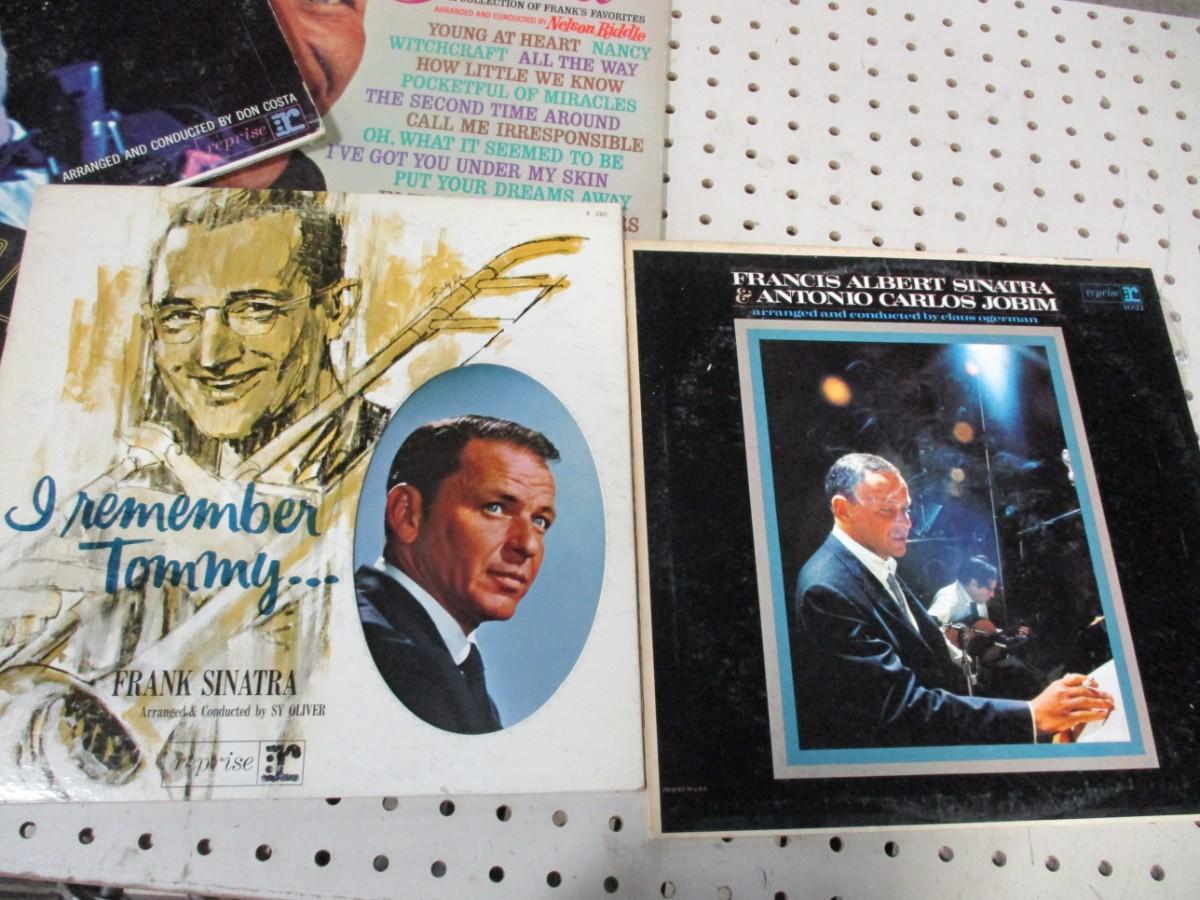 COLLECTION OF FRANK'S FAVORITES
ARRANGED AND CONDUCTED BY Nelson Riddle
YOUNG AT HEART NANCY
WITCHCRAFT ALL THE WAY
HOW LITTLE WE KNOW
POCKETFUL OF MIRACLES
THE SECOND TIME AROUND
CALL ME IRRESPONSIBLE
OH, WHAT IT SEEMED TO BE
I'VE GOT YOU UNDER MY SKIN
PUT YOUR DREAMS AWAY
ARRANGED AND CONDUCTED BY DON COSTA
reprise
I remember
Tommy...
FRANK SINATRA
Arranged & Conducted by SY OLIVER
reprise
FRANCIS ALBERT SINATRA
& ANTONIO CARLOS JOBIM
arranged and conducted by claus ogerman
reprise
1021
PRINTED IN U.S.A.